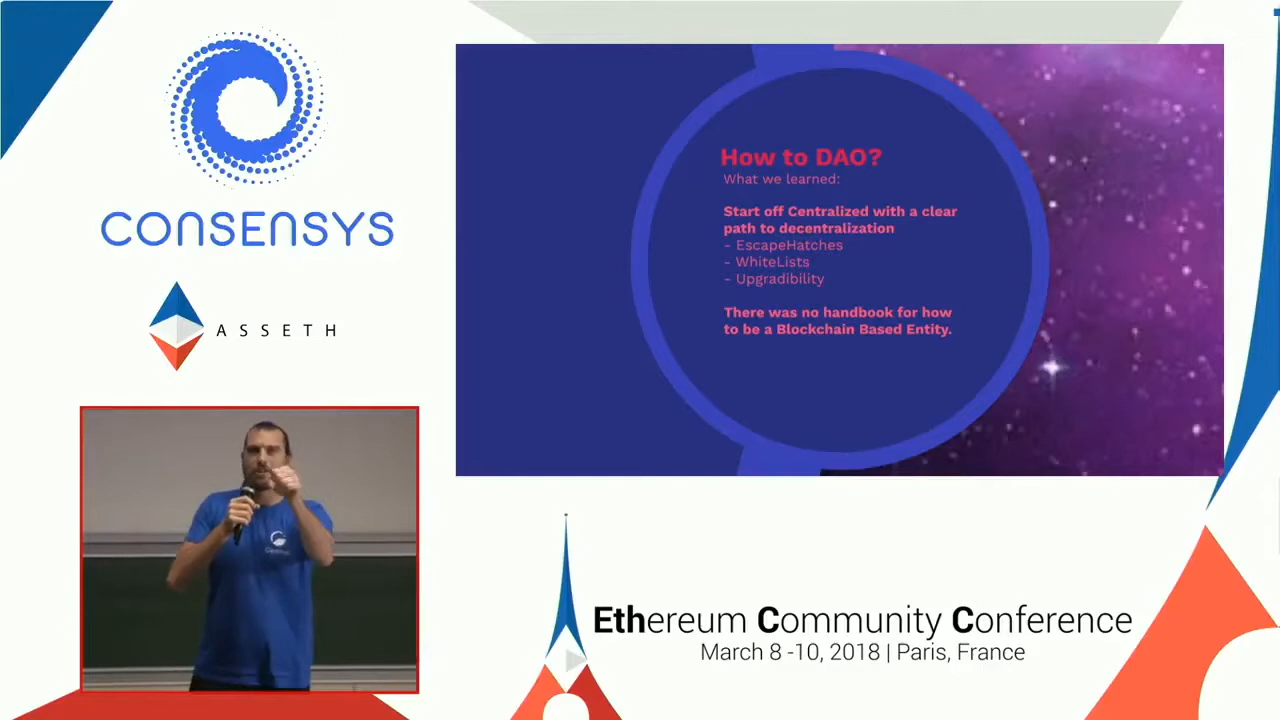 CONSENSYS
ASSETH
How to DAO?
What we learned:
Start off Centralized with a clear
path to decentralization
- EscapeHatches
- WhiteLists
- Upgradibility
There was no handbook for how
to be a Blockchain Based Entity.
Ethereum Community Conference
March 8 -10, 2018 | Paris, France